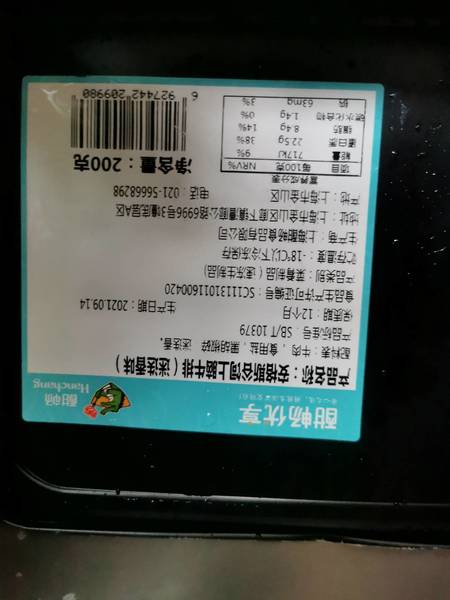 酣畅优享
酣畅
Hanchang
产品名称：安格斯谷饲上脑牛排（迷迭香味）
配料表：牛肉，食用盐，黑胡椒碎，迷迭香。
产品标准号：SB/T 10379
保质期：12个月
生产日期：2021.09.14
食品生产许可证编号：SC11131011600420
产品类别：菜肴制品（速冻生制品）
贮存温度：-18℃以下冷冻保存
生产商：上海酣畅食品有限公司
地址：上海市金山区廊下镇漕廊公路6996号3幢底层A区
产地：上海市金山区
电话：021-56668298
净含量：200克
营养成分表
项目 每100克 NRV%
能量 717kJ 9%
蛋白质 22.5g 38%
脂肪 8.4g 14%
碳水化合物 1.4g 0%
钠 63mg 3%
6 927442 209980